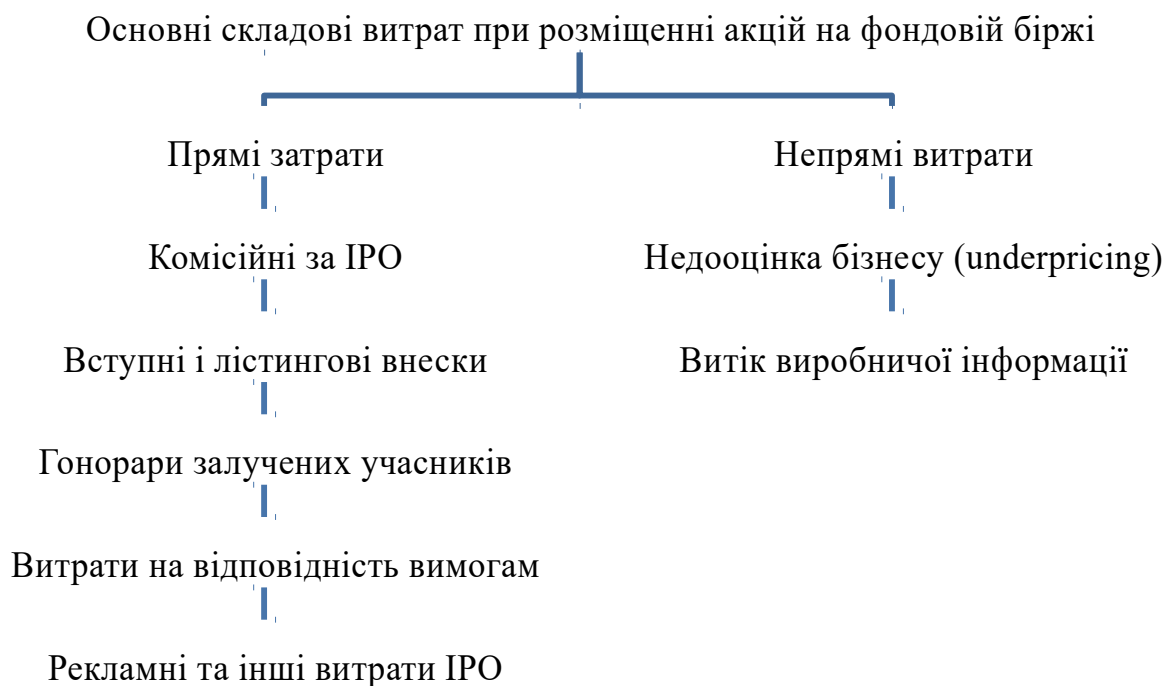 Основні складові витрат при розміщенні акцій на фондовій біржі
Прямі затрати
Комісійні за IPO
Вступні і лістингові внески
Гонорари залучених учасників
Витрати на відповідність вимогам
Рекламні та інші витрати IPO
Непрямі витрати
Недооцінка бізнесу (underpricing)
Витік виробничої інформації